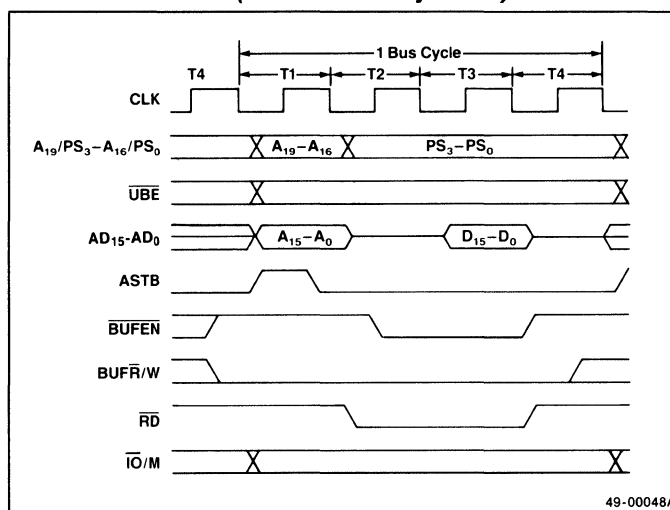 1 Bus Cycle
T4 T1 T2 T3 T4
CLK
A19/PS3–A16/PS0 A19–A16 PS3–PS0
UBE
AD15-AD0 A15–A0 D15–D0
ASTB
BUFEN
BUFR/W
RD
IO/M
49-00048A